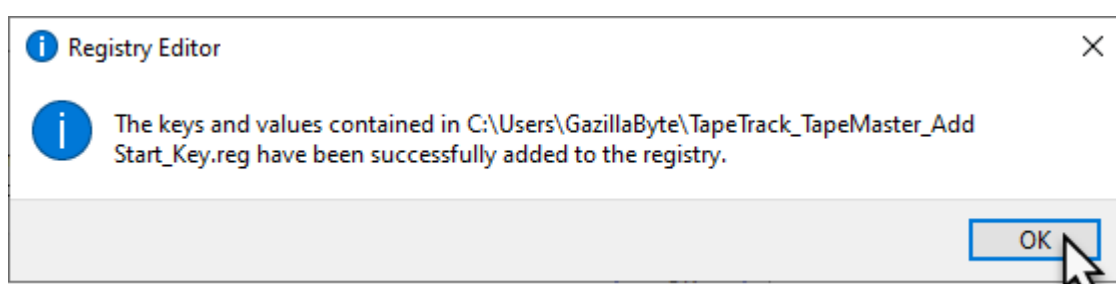 Registry Editor
The keys and values contained in C:\Users\GazillaByte\TapeTrack_TapeMaster_Add
Start_Key.reg have been successfully added to the registry.
OK